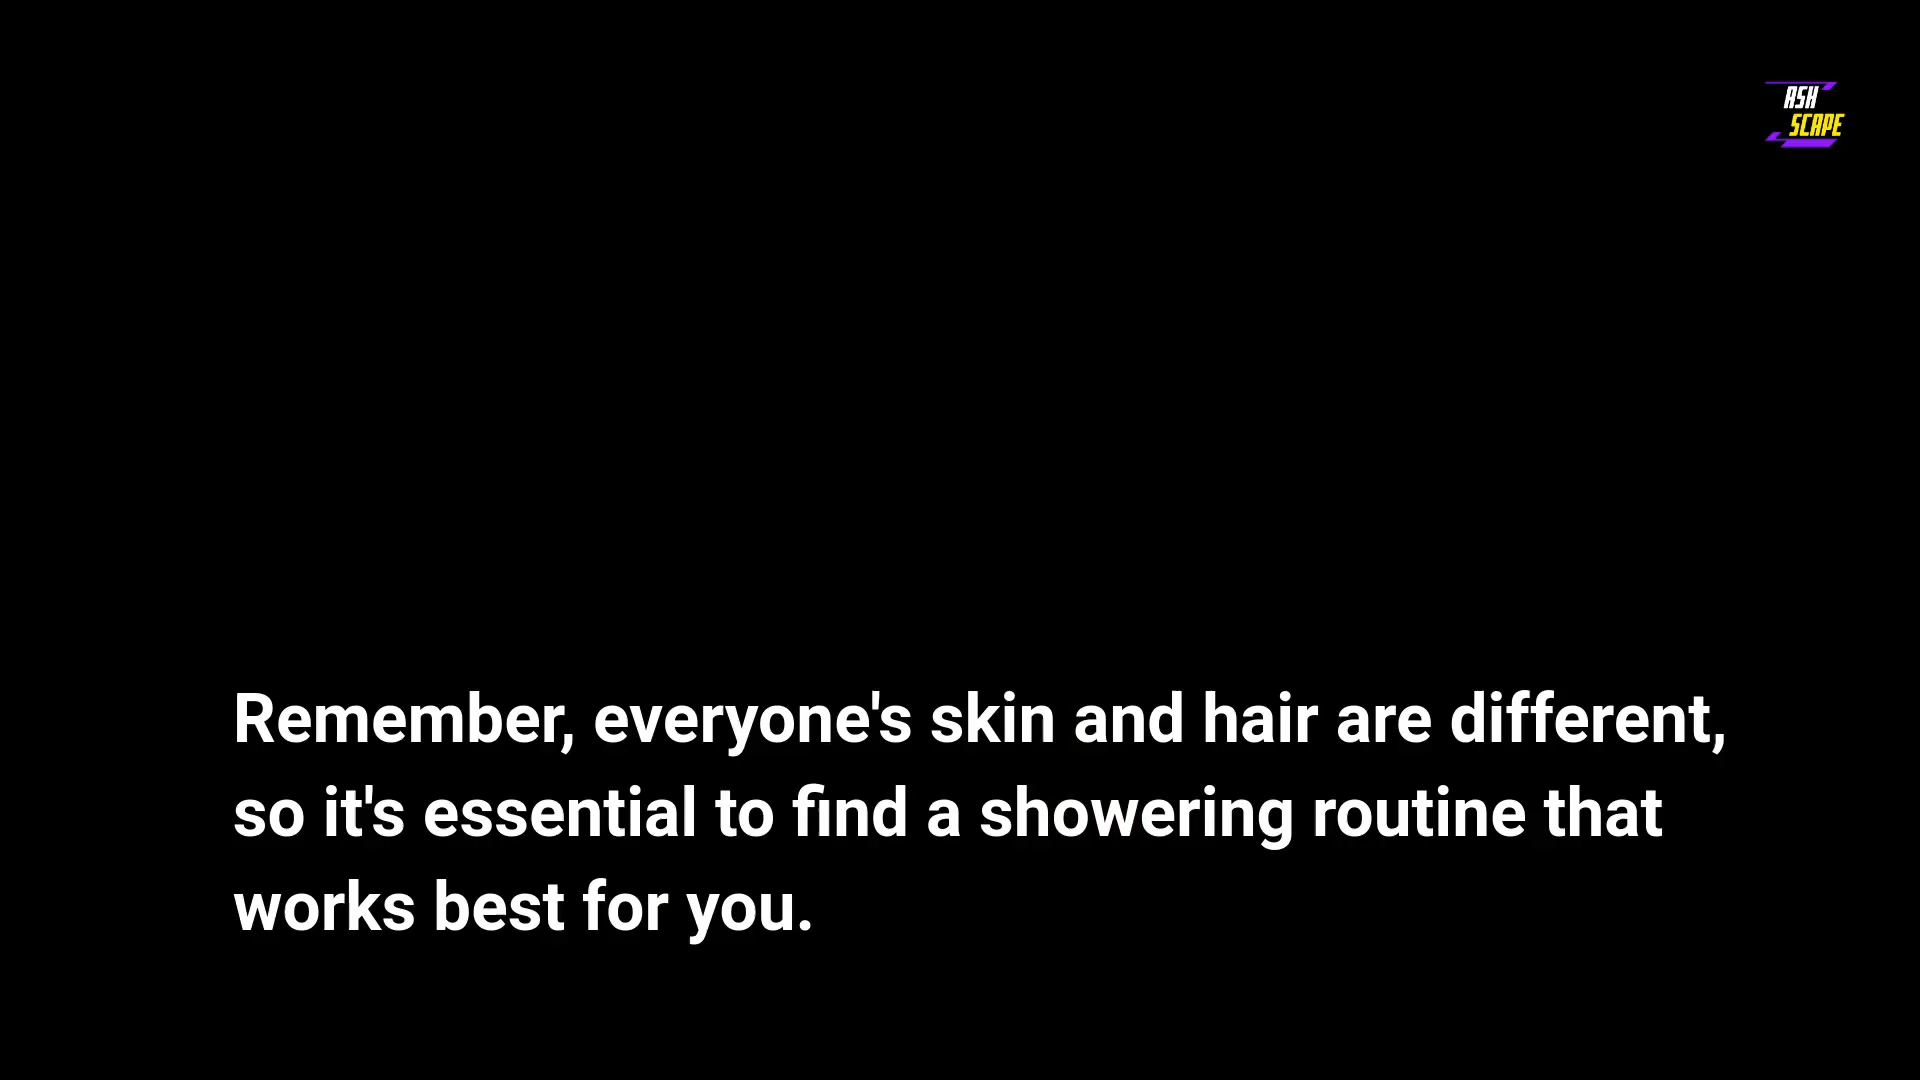 ASH
SCAPE
Remember, everyone's skin and hair are different,
so it's essential to find a showering routine that
works best for you.